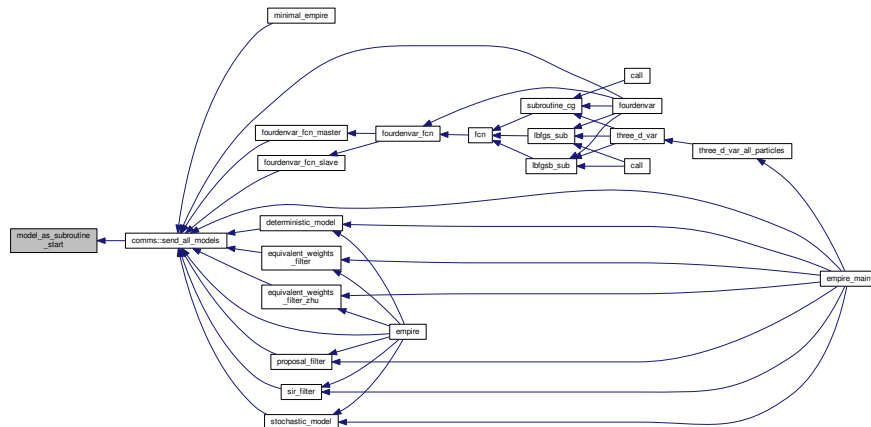 minimal_empire
call
subroutine_cg
fourdenvar
fourdenvar_fcn_master
fourdenvar_fcn
fcn
lbfgs_sub
three_d_var
three_d_var_all_particles
fourdenvar_fcn_slave
lbfgsb_sub
call
model_as_subroutine
_start
comms::send_all_models
deterministic_model
equivalent_weights
_filter
equivalent_weights
_filter_zhu
empire_main
empire
proposal_filter
sir_filter
stochastic_model